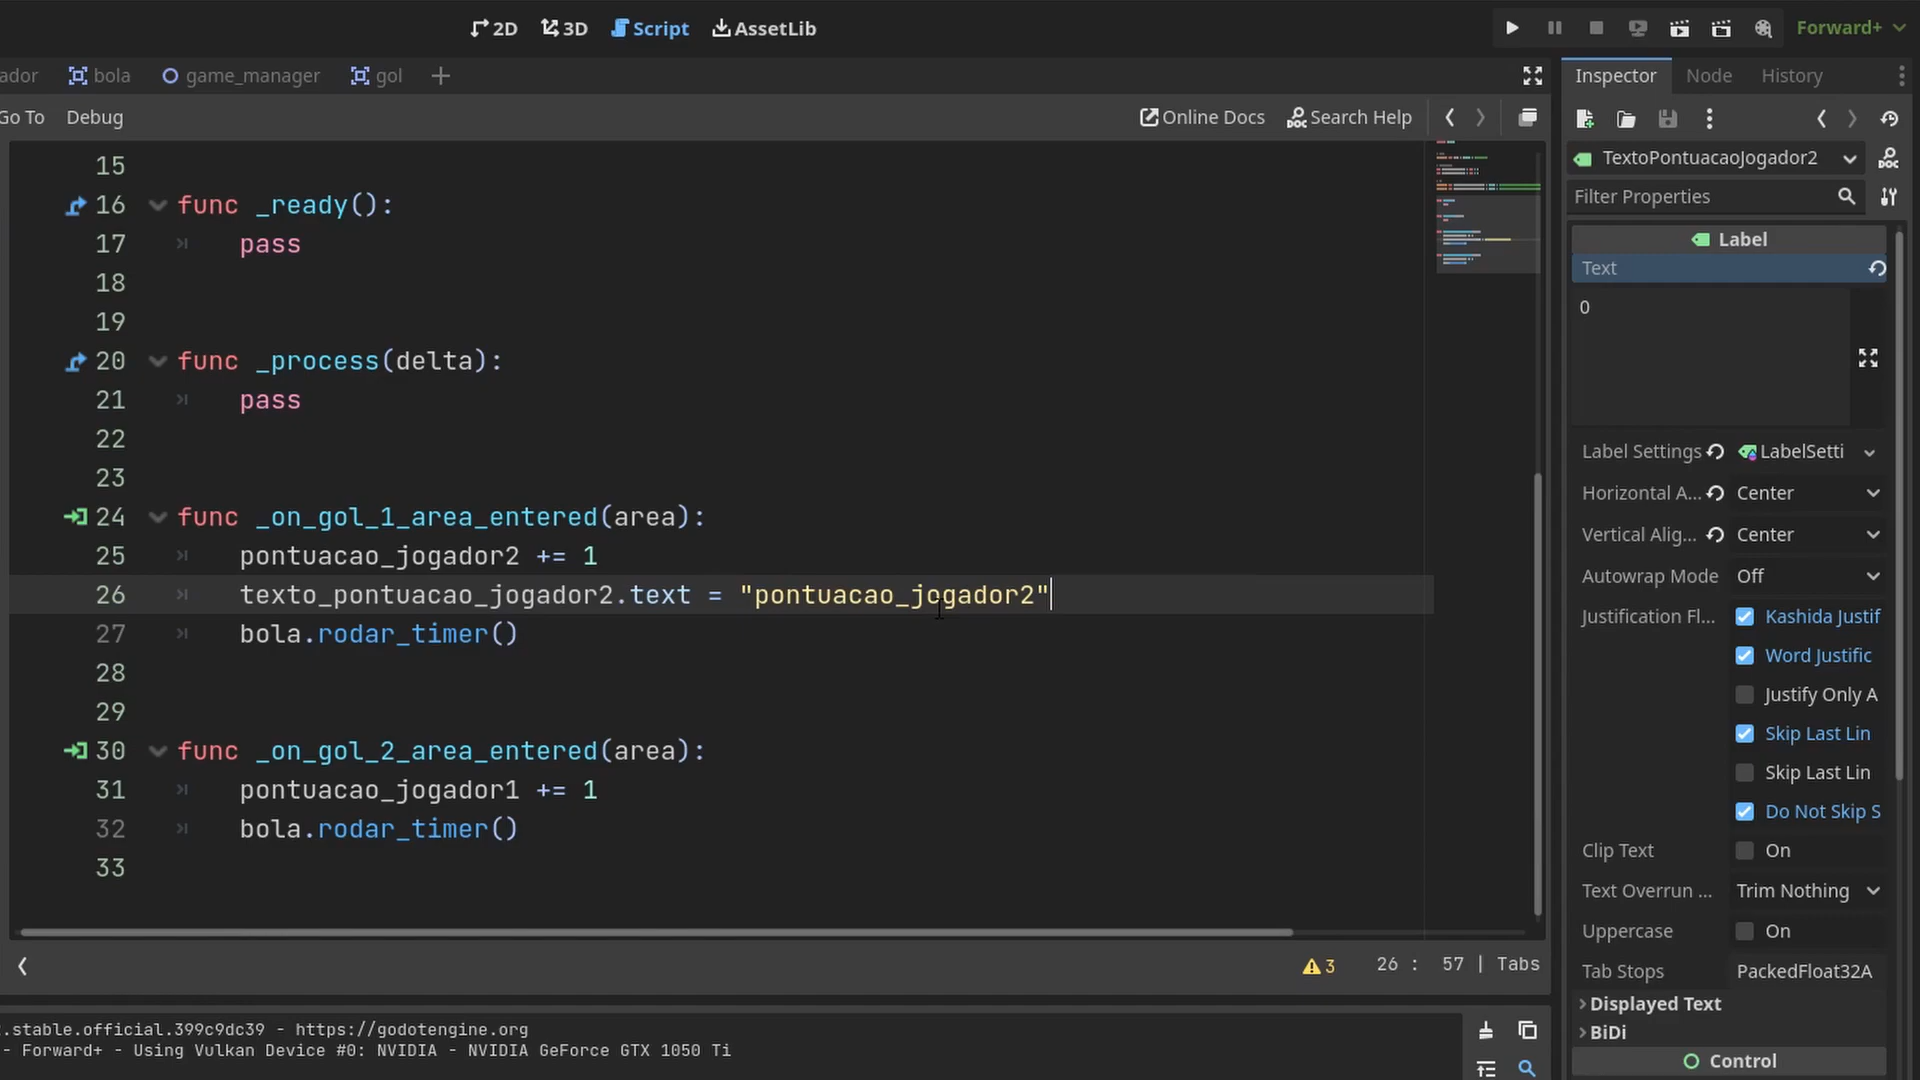 2D 3D Script AssetLib Forward+
ador bola game_manager gol
Inspector Node History
Go To Debug Online Docs Search Help
TextoPontuacaoJogador2
Filter Properties
15
16 func _ready():
17 pass
18
19
20 func _process(delta):
21 pass
22
23
24 func _on_gol_1_area_entered(area):
25 pontuacao_jogador2 += 1
26 texto_pontuacao_jogador2.text = "pontuacao_jogador2"
27 bola.rodar_timer()
28
29
30 func _on_gol_2_area_entered(area):
31 pontuacao_jogador1 += 1
32 bola.rodar_timer()
33
3 26 : 57 | Tabs
Label
Text
0
Label Settings LabelSetti
Horizontal A... Center
Vertical Alig... Center
Autowrap Mode Off
Justification Fl... Kashida Justif
Word Justific
Justify Only A
Skip Last Lin
Skip Last Lin
Do Not Skip S
Clip Text On
Text Overrun ... Trim Nothing
Uppercase On
Tab Stops PackedFloat32A
Displayed Text
BiDi
Control
.stable.official.399c9dc39 - https://godotengine.org
- Forward+ - Using Vulkan Device #0: NVIDIA - NVIDIA GeForce GTX 1050 Ti